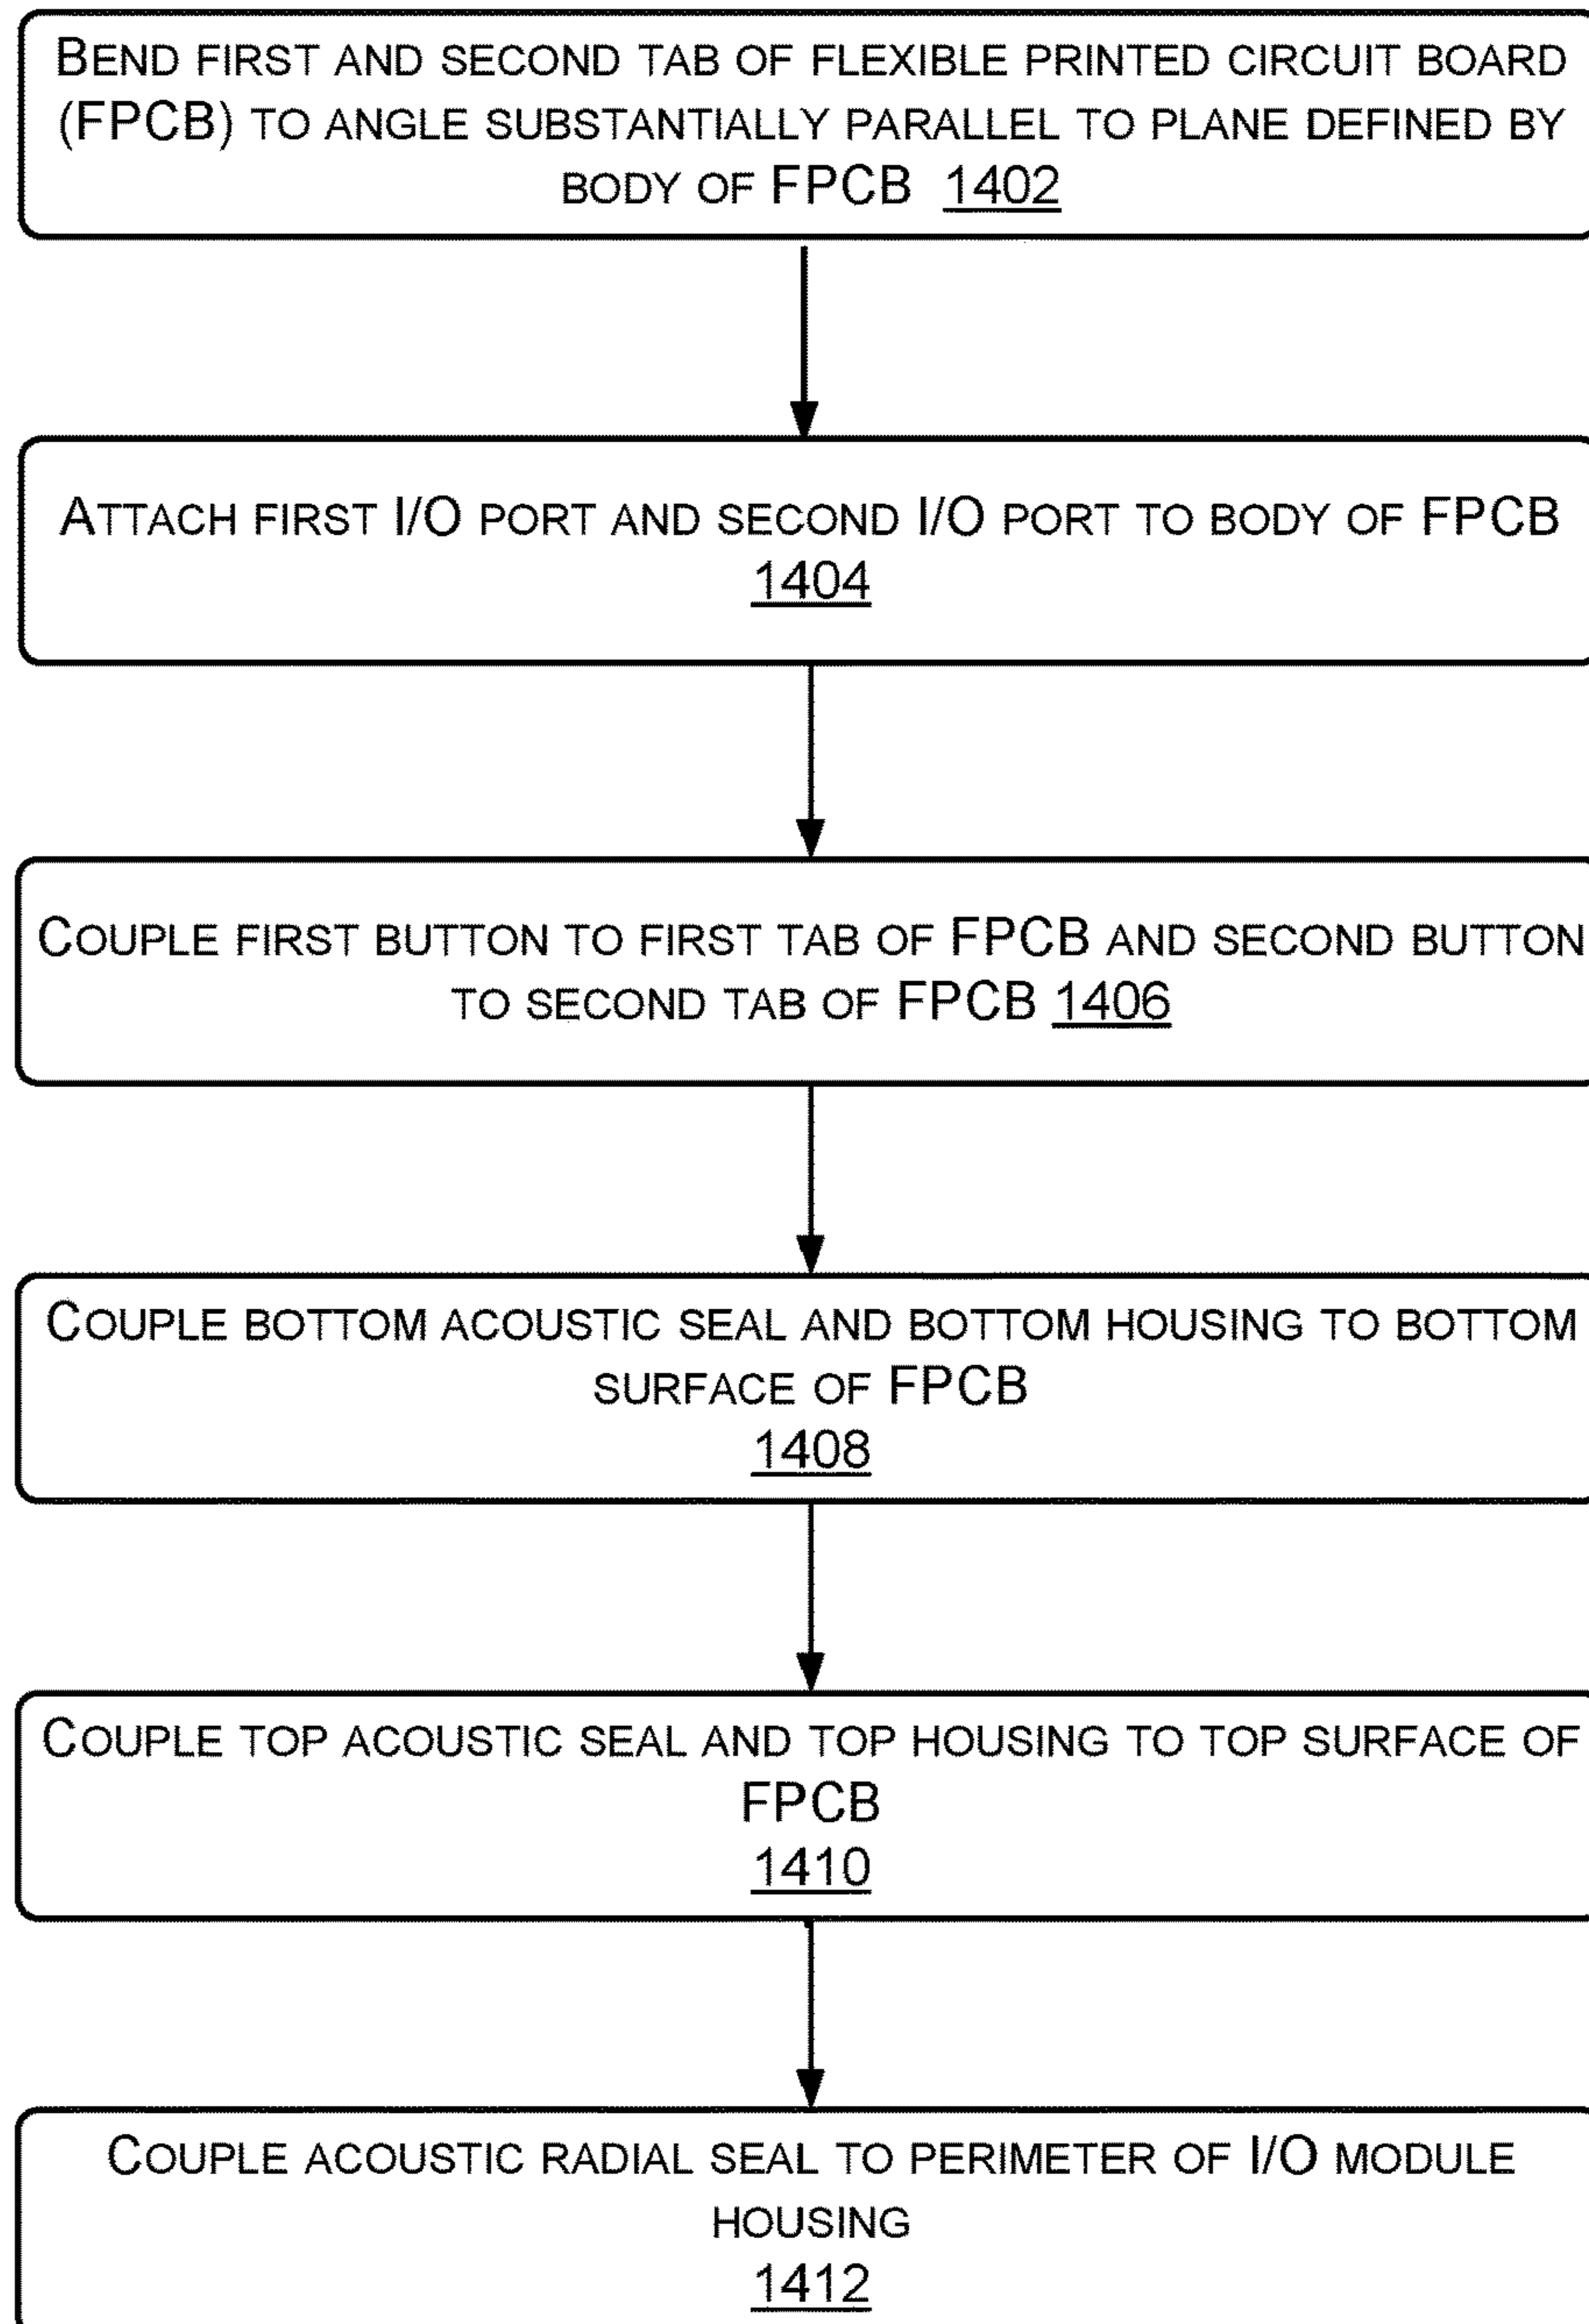 BEND FIRST AND SECOND TAB OF FLEXIBLE PRINTED CIRCUIT BOARD
(FPCB) TO ANGLE SUBSTANTIALLY PARALLEL TO PLANE DEFINED BY
BODY OF FPCB 1402
ATTACH FIRST I/O PORT AND SECOND I/O PORT TO BODY OF FPCB
1404
COUPLE FIRST BUTTON TO FIRST TAB OF FPCB AND SECOND BUTTON
TO SECOND TAB OF FPCB 1406
COUPLE BOTTOM ACOUSTIC SEAL AND BOTTOM HOUSING TO BOTTOM
SURFACE OF FPCB
1408
COUPLE TOP ACOUSTIC SEAL AND TOP HOUSING TO TOP SURFACE OF
FPCB
1410
COUPLE ACOUSTIC RADIAL SEAL TO PERIMETER OF I/O MODULE
HOUSING
1412